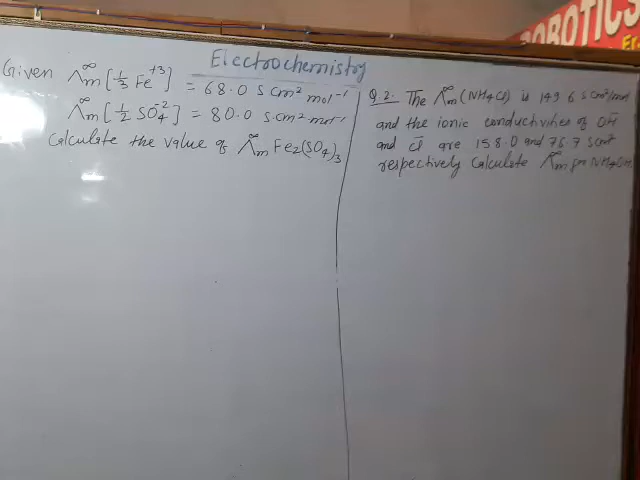 ROBOTICS
Electrochemistry
Given Λ∞m [1/3 Fe+3] = 68.0 S cm² mol⁻¹
Λ∞m [1/2 SO4⁻²] = 80.0 S.cm² mol⁻¹
Calculate the value of Λ∞m Fe2(SO4)3
Q.2. The Λ∞m (NH4Cl) is 149.6 S cm²/mol
and the ionic conductivities of OH⁻
and Cl⁻ are 158.0 and 76.7 S cm²
respectively Calculate Λ∞m for NH4OH